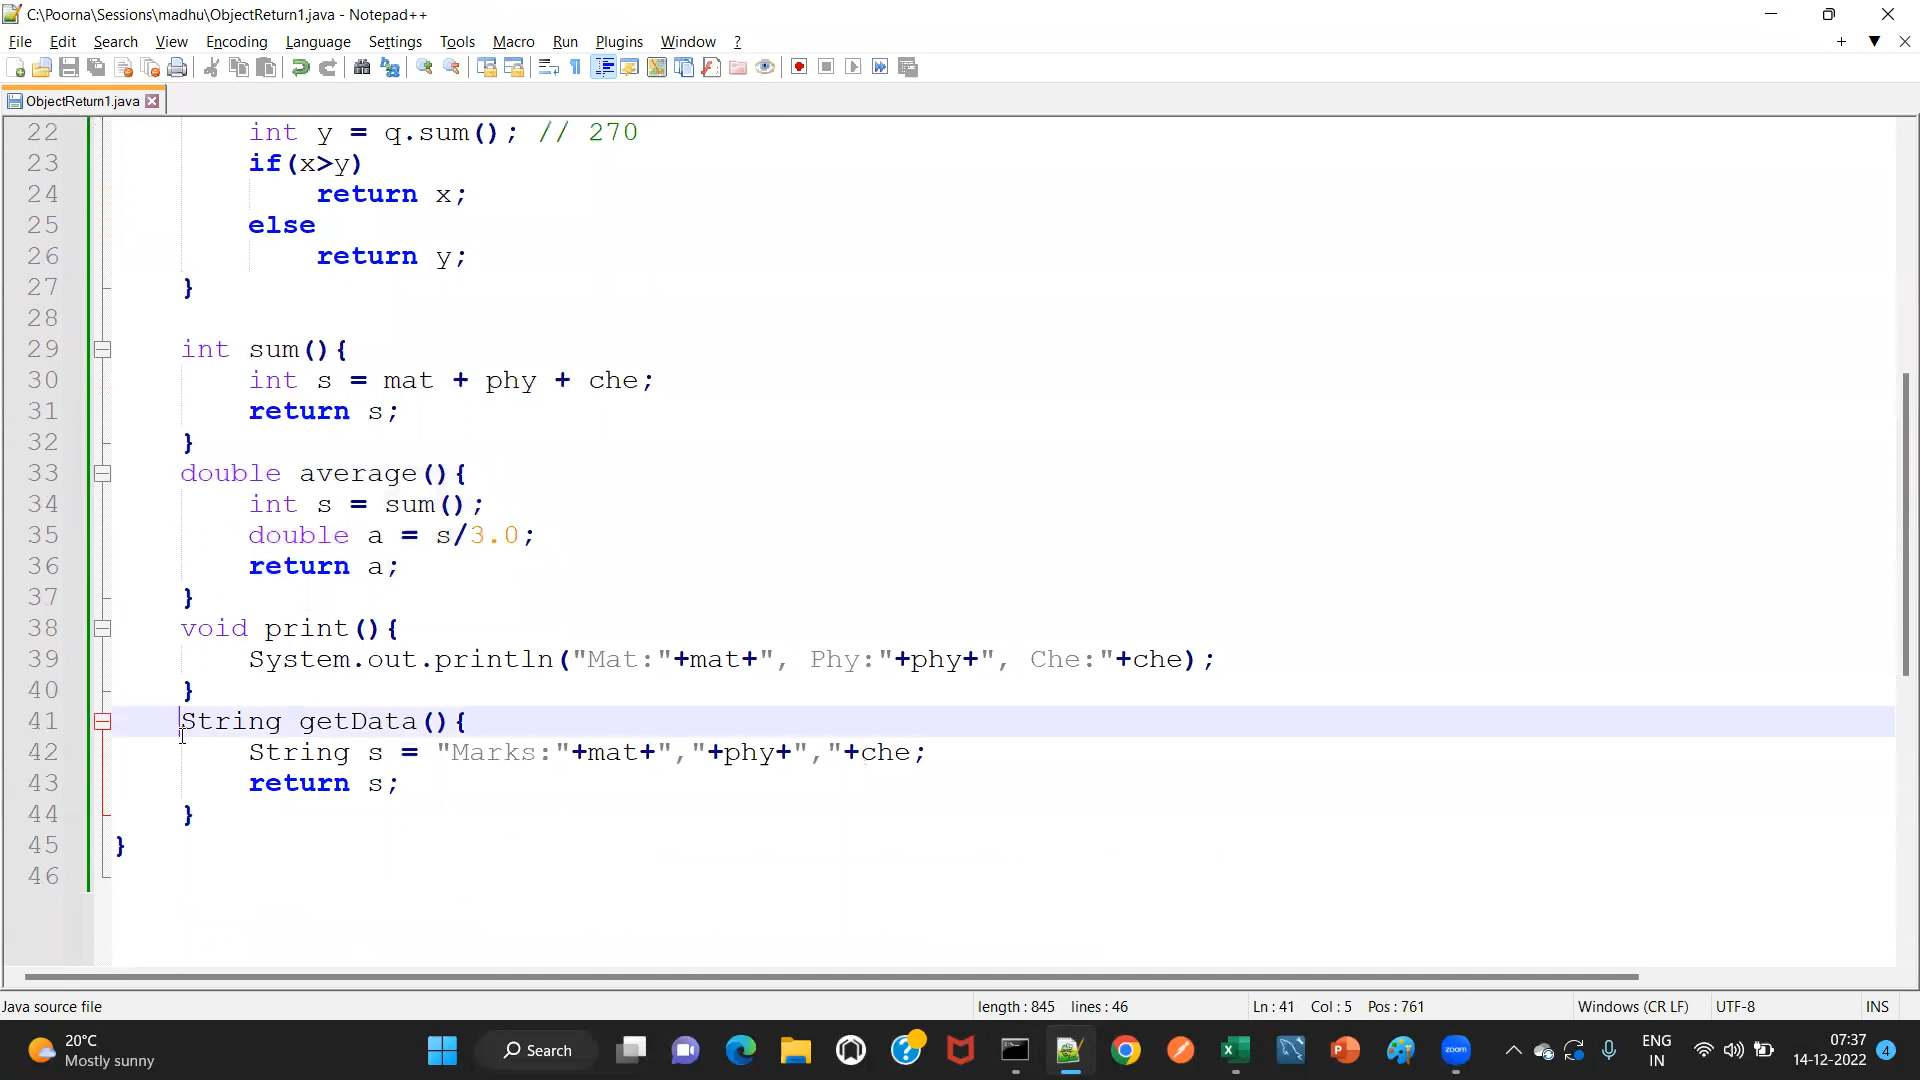 C:\Poorna\Sessions\madhu\ObjectReturn1.java - Notepad++
File Edit Search View Encoding Language Settings Tools Macro Run Plugins Window ?
ObjectReturn1.java
22 int y = q.sum(); // 270
23 if(x>y)
24 return x;
25 else
26 return y;
27 }
28
29 int sum(){
30 int s = mat + phy + che;
31 return s;
32 }
33 double average(){
34 int s = sum();
35 double a = s/3.0;
36 return a;
37 }
38 void print(){
39 System.out.println("Mat:"+mat+", Phy:"+phy+", Che:"+che);
40 }
41 String getData(){
42 String s = "Marks:"+mat+","+phy+","+che;
43 return s;
44 }
45 }
46
Java source file length : 845 lines : 46 Ln : 41 Col : 5 Pos : 761 Windows (CR LF) UTF-8 INS
20°C
Mostly sunny
Search
zoom
ENG
IN
07:37
14-12-2022
4